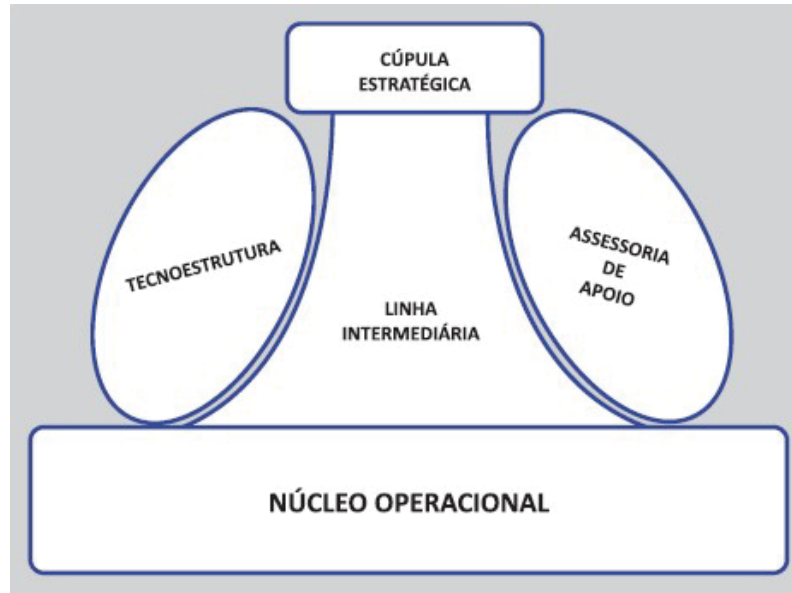 CÚPULA
ESTRATÉGICA
TECNOESTRUTURA
LINHA
INTERMEDIÁRIA
ASSESSORIA
DE
APOIO
NÚCLEO OPERACIONAL